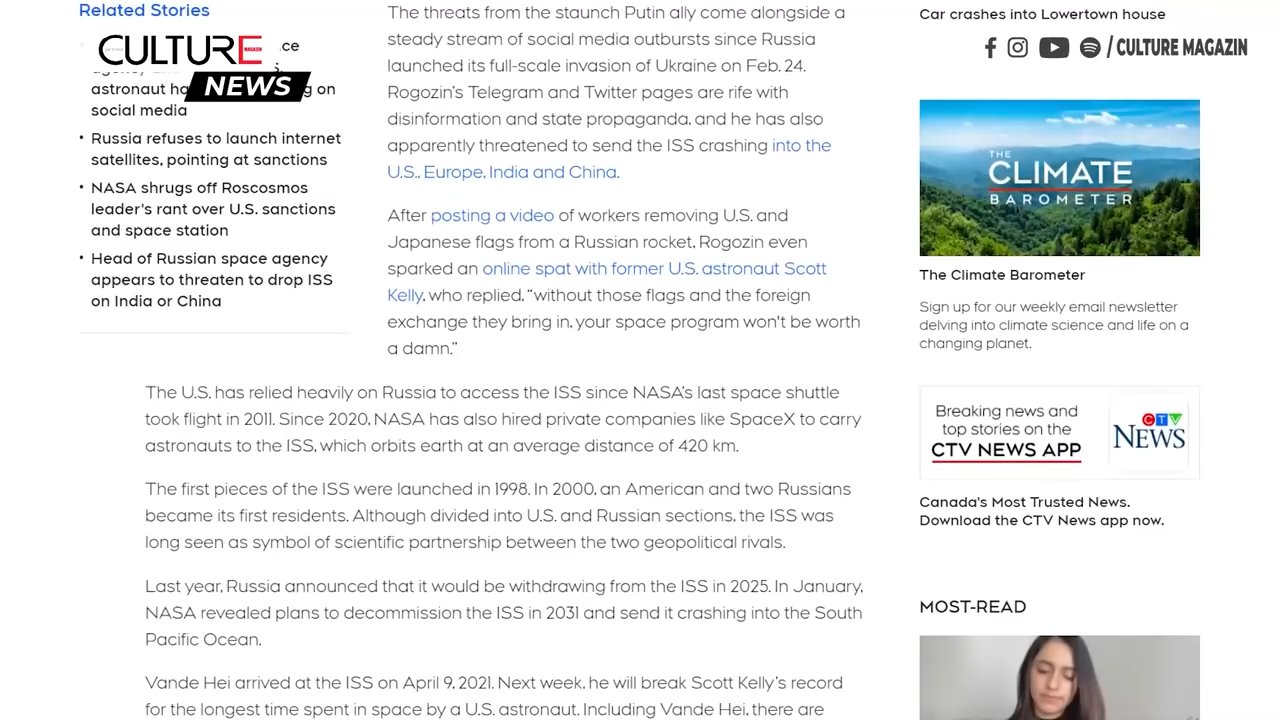 Related Stories
CULTURE
MAGAZIN
NEWS
ce
astronaut ha
g on
social media
• Russia refuses to launch internet
satellites, pointing at sanctions
• NASA shrugs off Roscosmos
leader's rant over U.S. sanctions
and space station
• Head of Russian space agency
appears to threaten to drop ISS
on India or China
The threats from the staunch Putin ally come alongside a
steady stream of social media outbursts since Russia
launched its full-scale invasion of Ukraine on Feb. 24.
Rogozin's Telegram and Twitter pages are rife with
disinformation and state propaganda, and he has also
apparently threatened to send the ISS crashing into the
U.S., Europe, India and China.
After posting a video of workers removing U.S. and
Japanese flags from a Russian rocket, Rogozin even
sparked an online spat with former U.S. astronaut Scott
Kelly, who replied, "without those flags and the foreign
exchange they bring in, your space program won't be worth
a damn."
The U.S. has relied heavily on Russia to access the ISS since NASA's last space shuttle
took flight in 2011. Since 2020, NASA has also hired private companies like SpaceX to carry
astronauts to the ISS, which orbits earth at an average distance of 420 km.
The first pieces of the ISS were launched in 1998. In 2000, an American and two Russians
became its first residents. Although divided into U.S. and Russian sections, the ISS was
long seen as symbol of scientific partnership between the two geopolitical rivals.
Last year, Russia announced that it would be withdrawing from the ISS in 2025. In January,
NASA revealed plans to decommission the ISS in 2031 and send it crashing into the South
Pacific Ocean.
Vande Hei arrived at the ISS on April 9, 2021. Next week, he will break Scott Kelly's record
for the longest time spent in space by a U.S. astronaut. Including Vande Hei, there are
Car crashes into Lowertown house
/ CULTURE MAGAZIN
THE
CLIMATE
BAROMETER
The Climate Barometer
Sign up for our weekly email newsletter
delving into climate science and life on a
changing planet.
Breaking news and
top stories on the
CTV NEWS APP
CTV
NEWS
Canada's Most Trusted News.
Download the CTV News app now.
MOST-READ